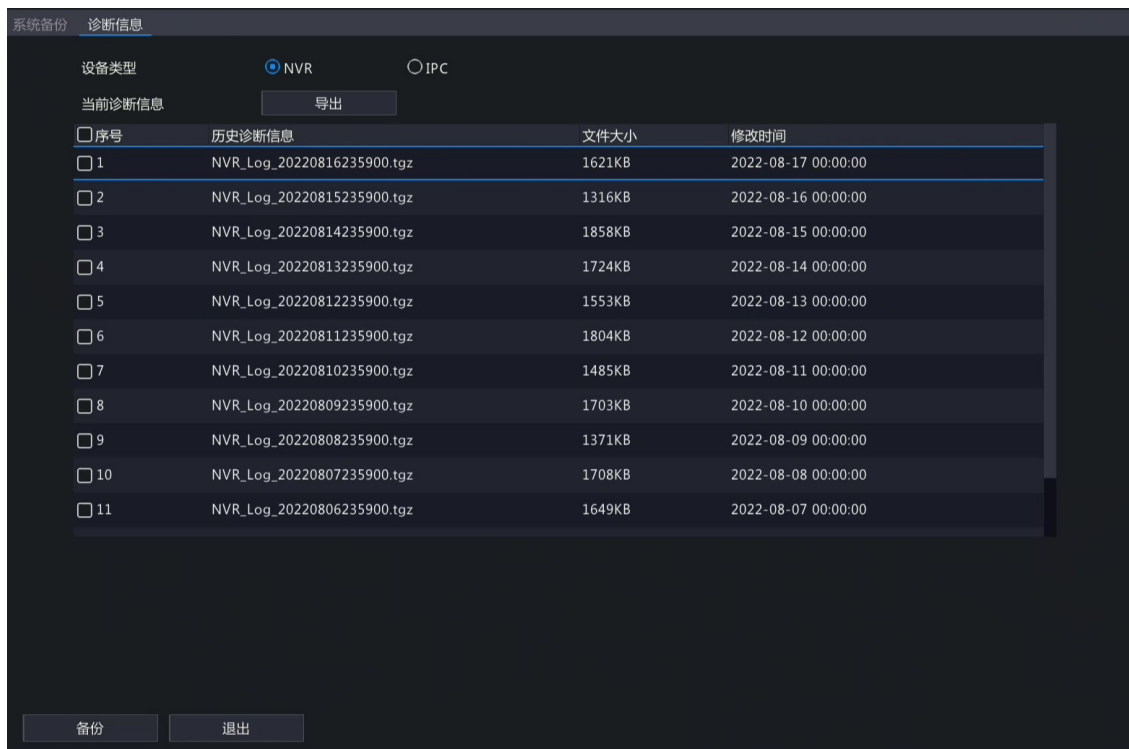 系统备份 诊断信息
设备类型 NVR IPC
当前诊断信息 导出
序号 历史诊断信息 文件大小 修改时间
1 NVR_Log_20220816235900.tgz 1621KB 2022-08-17 00:00:00
2 NVR_Log_20220815235900.tgz 1316KB 2022-08-16 00:00:00
3 NVR_Log_20220814235900.tgz 1858KB 2022-08-15 00:00:00
4 NVR_Log_20220813235900.tgz 1724KB 2022-08-14 00:00:00
5 NVR_Log_20220812235900.tgz 1553KB 2022-08-13 00:00:00
6 NVR_Log_20220811235900.tgz 1804KB 2022-08-12 00:00:00
7 NVR_Log_20220810235900.tgz 1485KB 2022-08-11 00:00:00
8 NVR_Log_20220809235900.tgz 1703KB 2022-08-10 00:00:00
9 NVR_Log_20220808235900.tgz 1371KB 2022-08-09 00:00:00
10 NVR_Log_20220807235900.tgz 1708KB 2022-08-08 00:00:00
11 NVR_Log_20220806235900.tgz 1649KB 2022-08-07 00:00:00
备份 退出